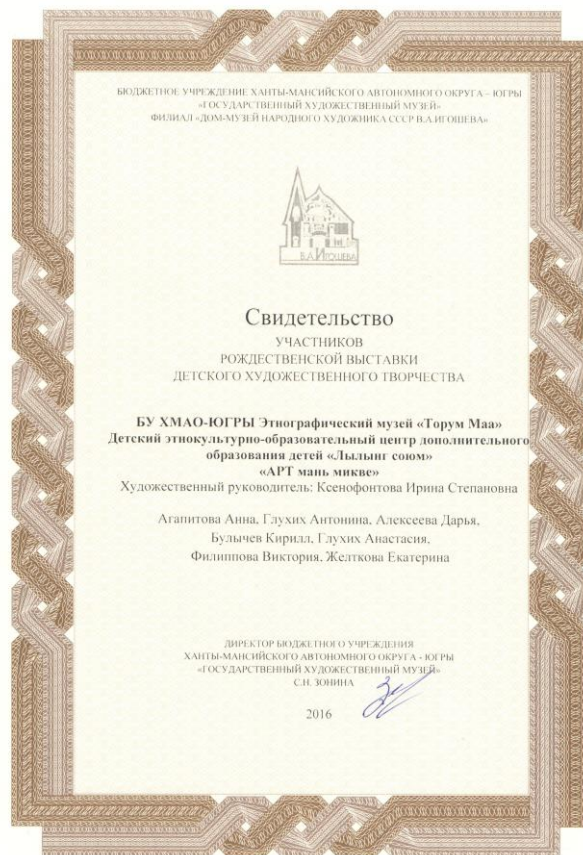 БЮДЖЕТНОЕ УЧРЕЖДЕНИЕ ХАНТЫ-МАНСИЙСКОГО АВТОНОМНОГО ОКРУГА – ЮГРЫ
«ГОСУДАРСТВЕННЫЙ ХУДОЖЕСТВЕННЫЙ МУЗЕЙ»
ФИЛИАЛ «ДОМ-МУЗЕЙ НАРОДНОГО ХУДОЖНИКА СССР В.А.ИГОШЕВА»
В.А.ИГОШЕВА
Свидетельство
УЧАСТНИКОВ
РОЖДЕСТВЕНСКОЙ ВЫСТАВКИ
ДЕТСКОГО ХУДОЖЕСТВЕННОГО ТВОРЧЕСТВА
БУ ХМАО-ЮГРЫ Этнографический музей «Торум Маа»
Детский этнокультурно-образовательный центр дополнительного
образования детей «Лылынг союм»
«АРТ мань микве»
Художественный руководитель: Ксенофонтова Ирина Степановна
Агапитова Анна, Глухих Антонина, Алексеева Дарья,
Булычев Кирилл, Глухих Анастасия,
Филиппова Виктория, Желткова Екатерина
ДИРЕКТОР БЮДЖЕТНОГО УЧРЕЖДЕНИЯ
ХАНТЫ-МАНСИЙСКОГО АВТОНОМНОГО ОКРУГА - ЮГРЫ
«ГОСУДАРСТВЕННЫЙ ХУДОЖЕСТВЕННЫЙ МУЗЕЙ»
С.Н. ЗОНИНА
2016